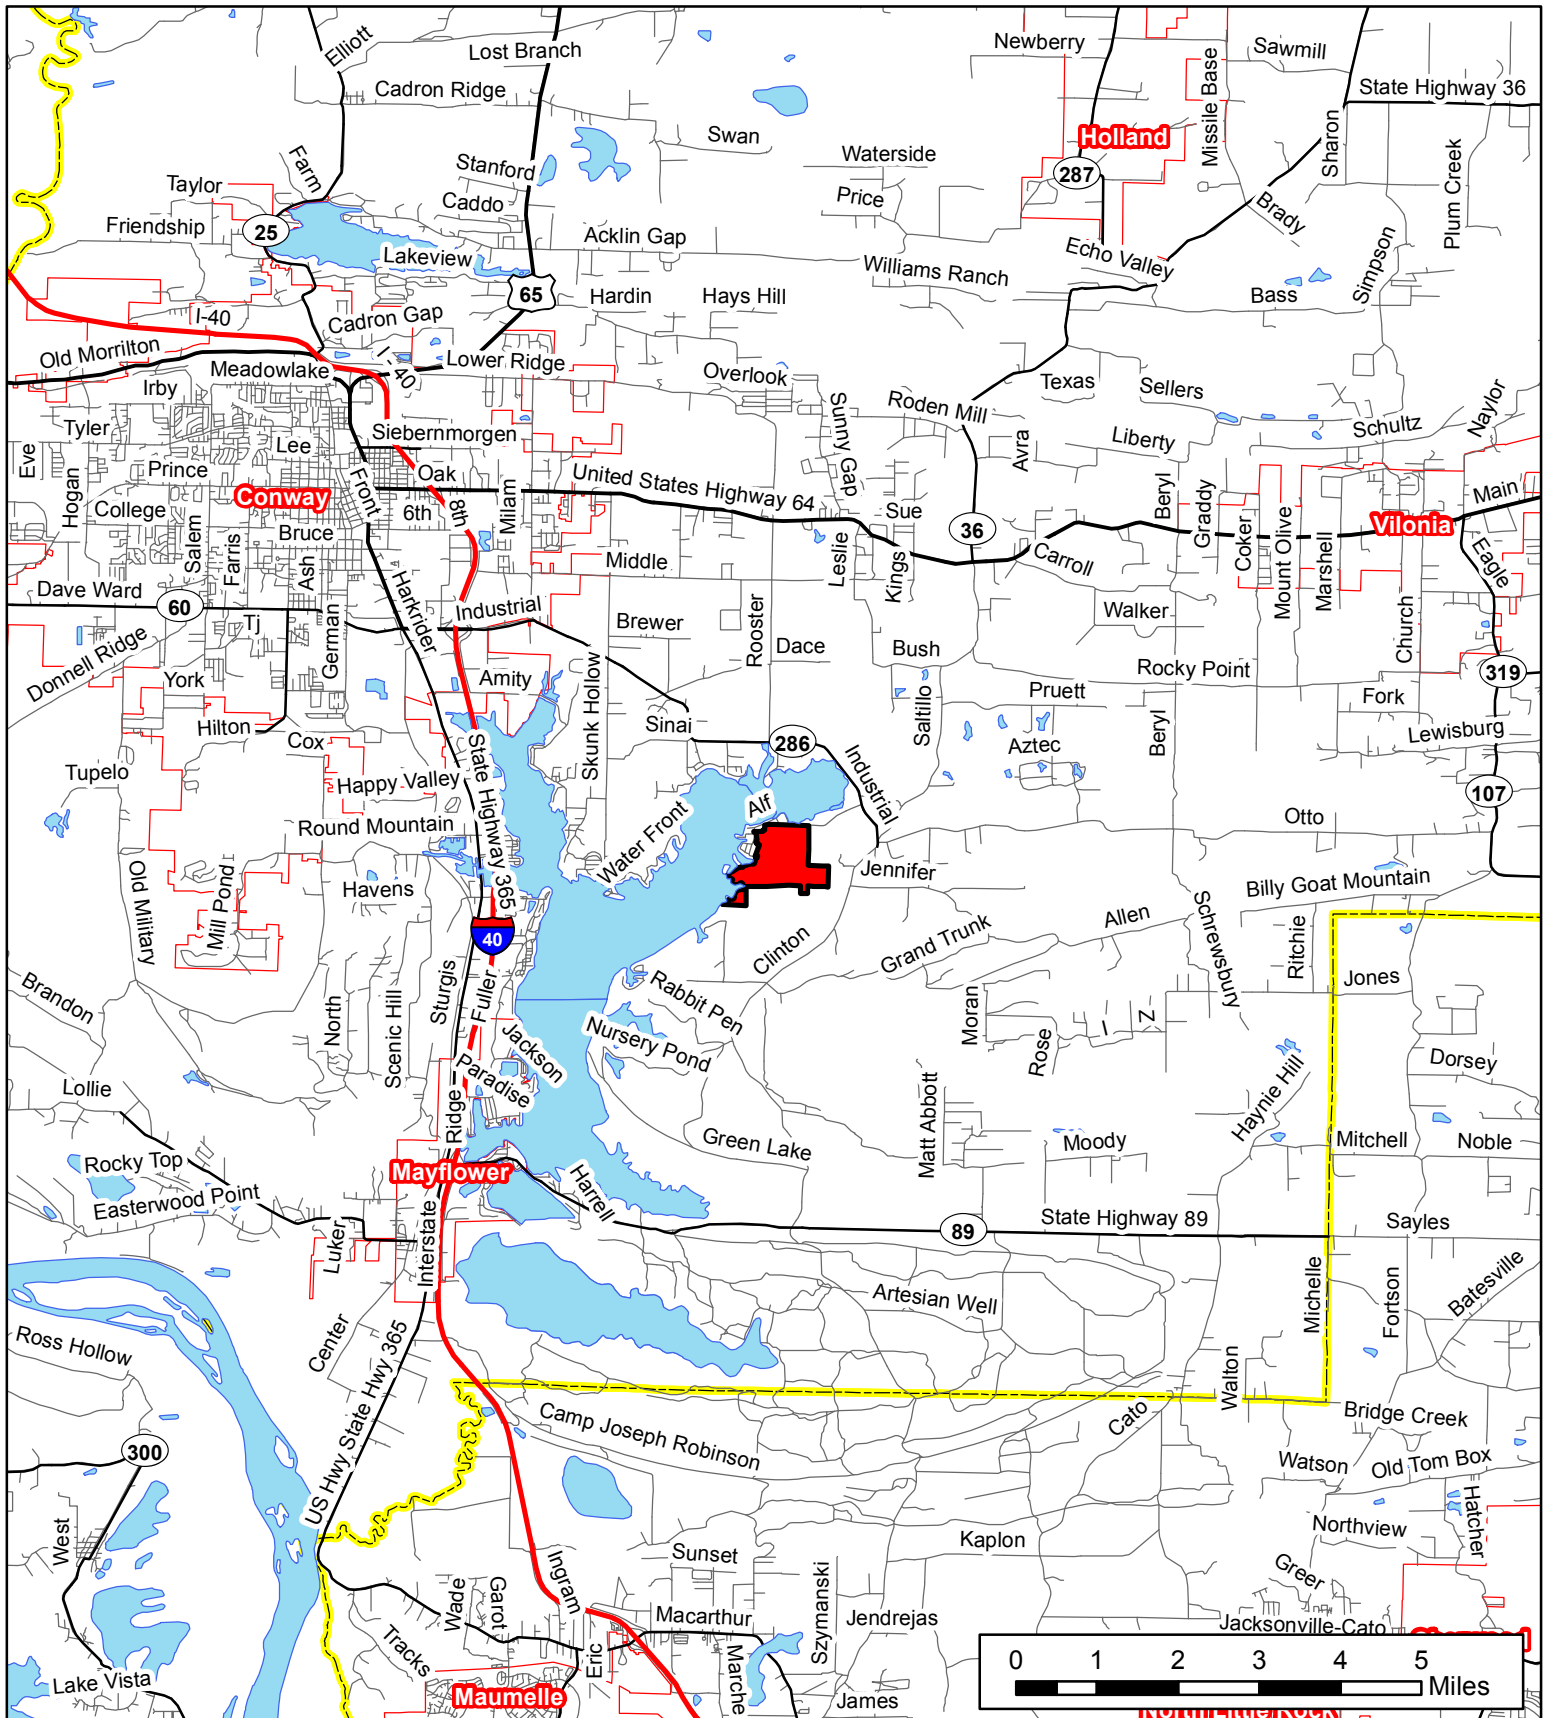 Elliott
Lost Branch
Newberry
Sawmill
Cadron Ridge
Missile Base
State Highway 36
Swan
Holland
Sharon
Plum Creek
Farm
Stanford
Waterside
287
Taylor
Caddo
Price
Brady
Friendship
25
Acklin Gap
Lakeview
Echo Valley
Simpson
Williams Ranch
65
Hardin
Hays Hill
Bass
I-40
Cadron Gap
Old Morrilton
I-40
Lower Ridge
Meadowlake
Overlook
Irby
Texas
Sellers
Naylor
Sunny Gap
Roden Mill
Tyler
Siebernmorgen
Schultz
Lee
Avra
Liberty
Eve
Prince
Oak
United States Highway 64
Hogan
Conway
Front
Milam
Beryl
Grady
Main
College
6th
8th
Sue
36
Coker
Mount Olive
Vilonia
Salem
Farris
Bruce
Ash
Leslie
Kings
Marshell
Eagle
Middle
Carroll
Dave Ward
60
Harkrider
Industrial
Walker
Tj
German
Brewer
Rooster
Church
Donnell Ridge
Dace
Bush
Rocky Point
319
York
Amity
Skunk Hollow
Saltillo
Pruett
Fork
Hilton
Sinai
Lewisburg
Cox
State Highway 365
286
Industrial
Aztec
Beryl
Tupelo
Happy Valley
107
Round Mountain
Water Front
Alf
Otto
Old Military
Mill Pond
Havens
Jennifer
Billy Goat Mountain
Schrewsbury
Allen
40
Clinton
Grand Trunk
Ritchie
Brandon
Sturgis
Fuller
Rabbit Pen
Jones
North
Scenic Hill
Moran
I
Z
Jackson
Nursery Pond
Rose
Dorsey
Lollie
Paradise
Ridge
Matt Abbott
Haynie Hill
Green Lake
Moody
Mitchell
Noble
Rocky Top
Mayflower
Easterwood Point
Harrell
State Highway 89
89
Sayles
Luker
Interstate
Michelle
Fortson
Batesville
Artesian Well
Ross Hollow
Center
US Hwy State Hwy 365
Walton
Camp Joseph Robinson
Cato
Bridge Creek
300
Watson
Old Tom Box
West
Hatcher
Northview
Kaplon
Sunset
Greer
Ingram
Wade
Garot
Szymanski
Macarthur
Jendrejas
Jacksonville-Cato
Tracks
Eric
Marche
0 1 2 3 4 5
Miles
Lake Vista
Maumelle
James
North Little Rock